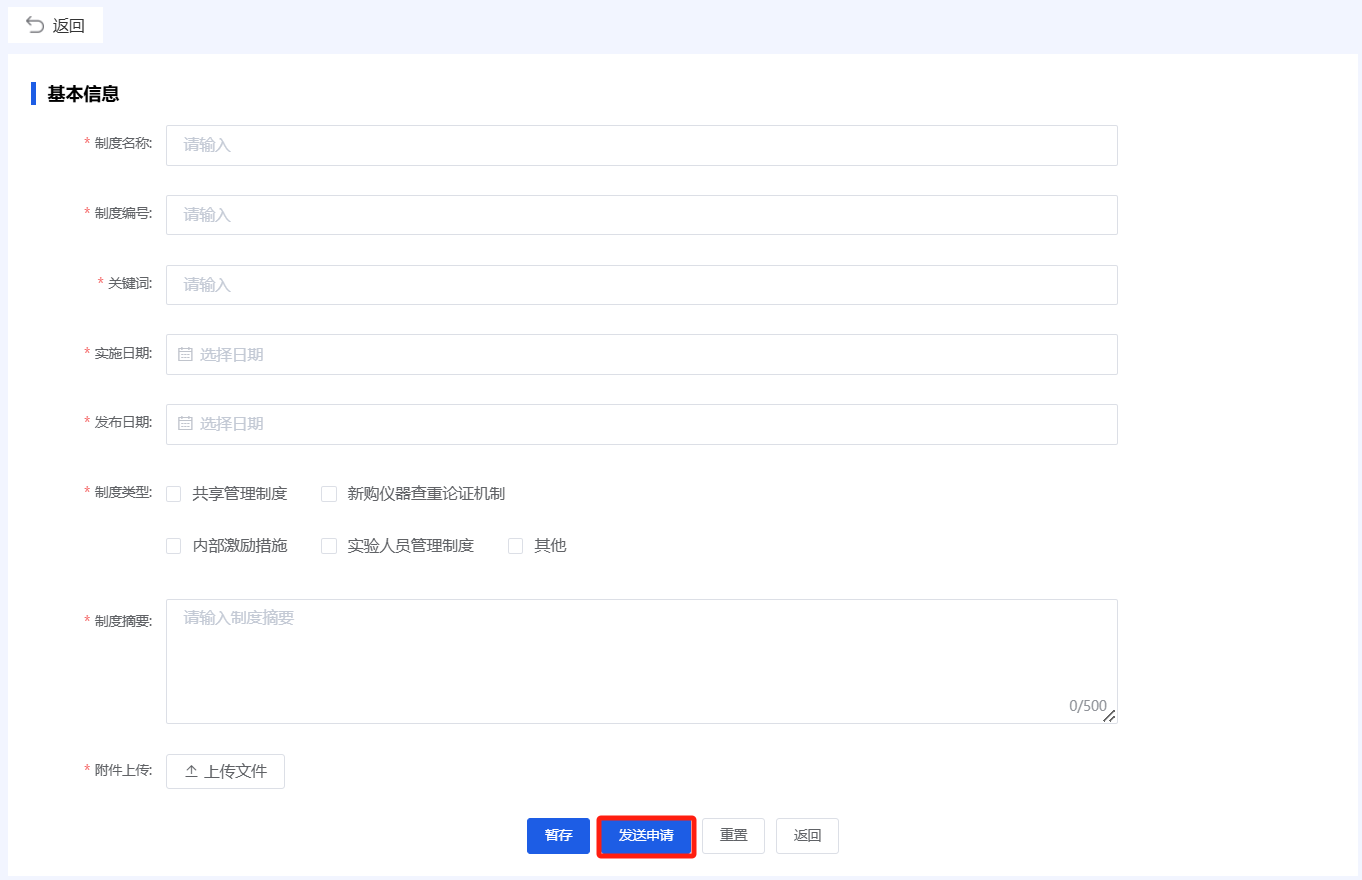 返回
基本信息
* 制度名称: 请输入
* 制度编号: 请输入
* 关键词: 请输入
* 实施日期: 选择日期
* 发布日期: 选择日期
* 制度类型: 共享管理制度 新购仪器查重论证机制
内部激励措施 实验人员管理制度 其他
* 制度摘要: 请输入制度摘要
0/500
* 附件上传: 上传文件
暂存 发送申请 重置 返回